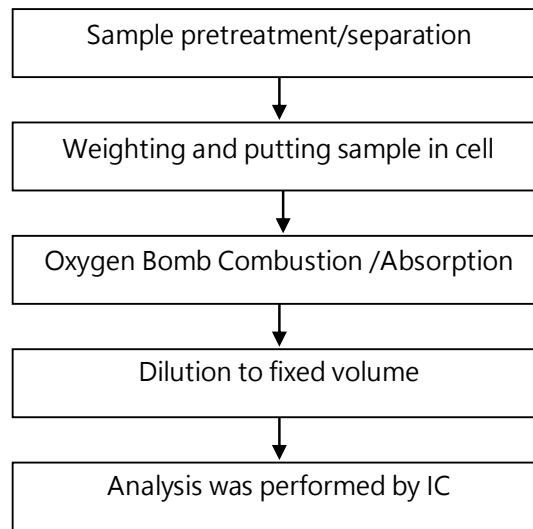 Sample pretreatment/separation
Weighting and putting sample in cell
Oxygen Bomb Combustion /Absorption
Dilution to fixed volume
Analysis was performed by IC